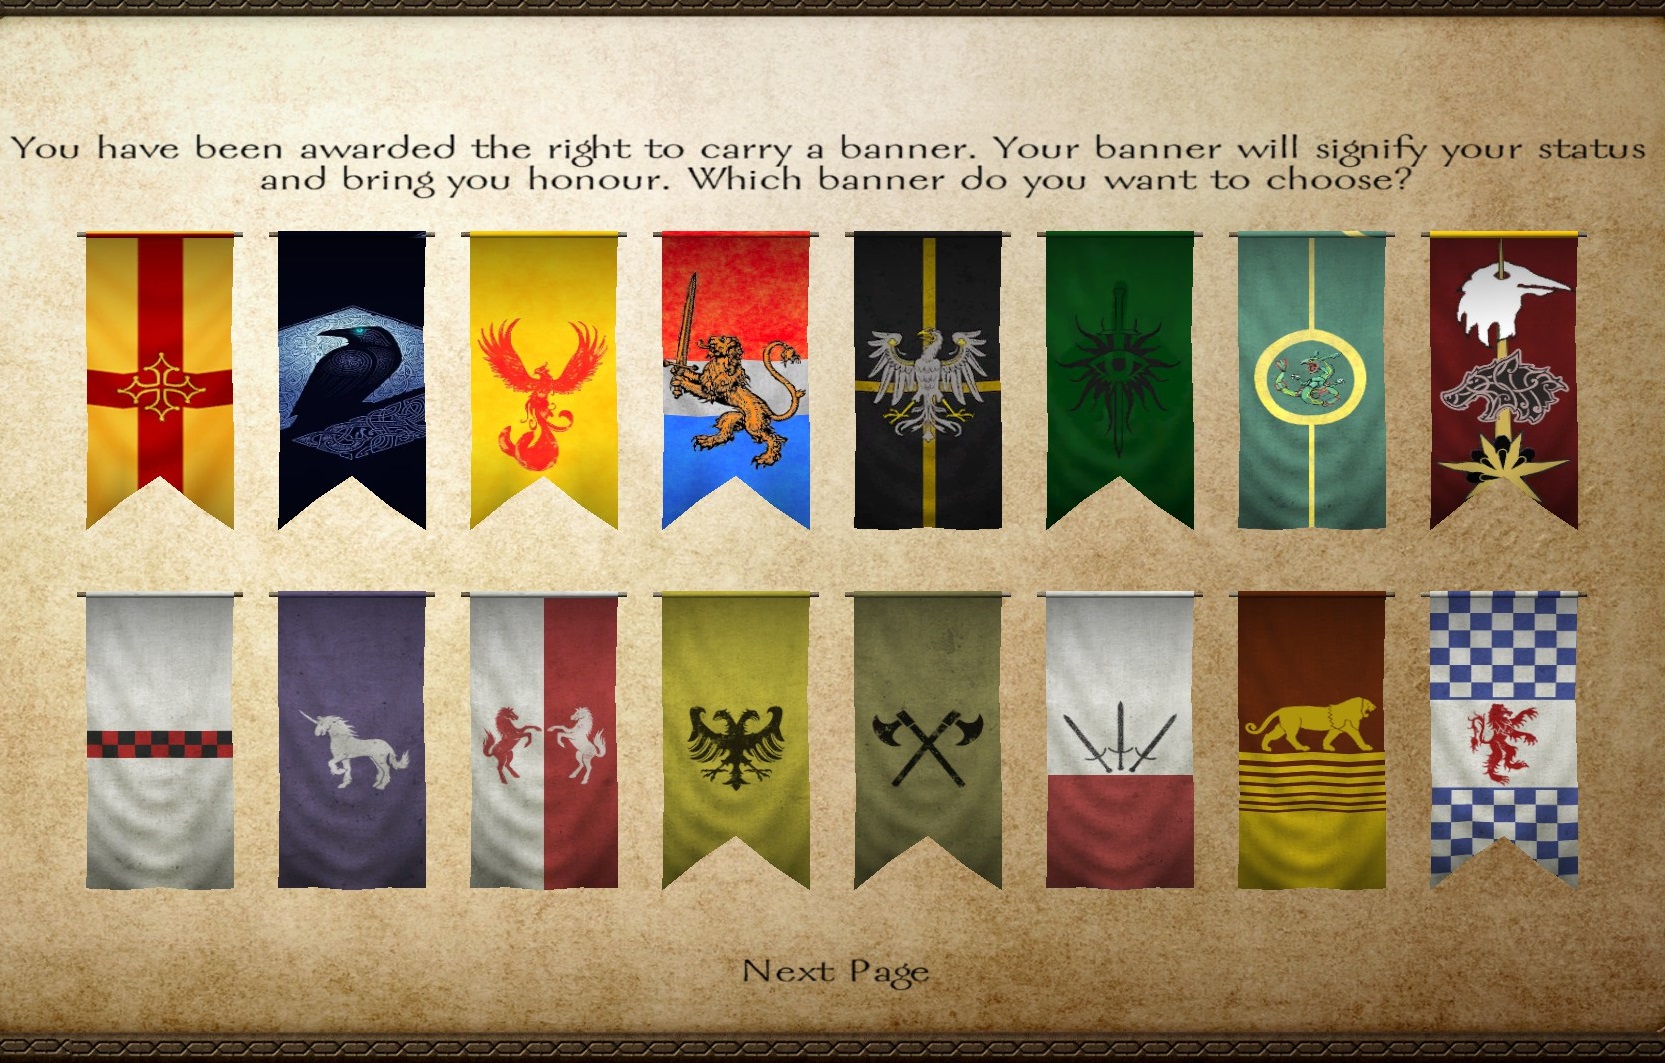 You have been awarded the right to carry a banner. Your banner will signify your status
and bring you honour. Which banner do you want to choose?
Next Page